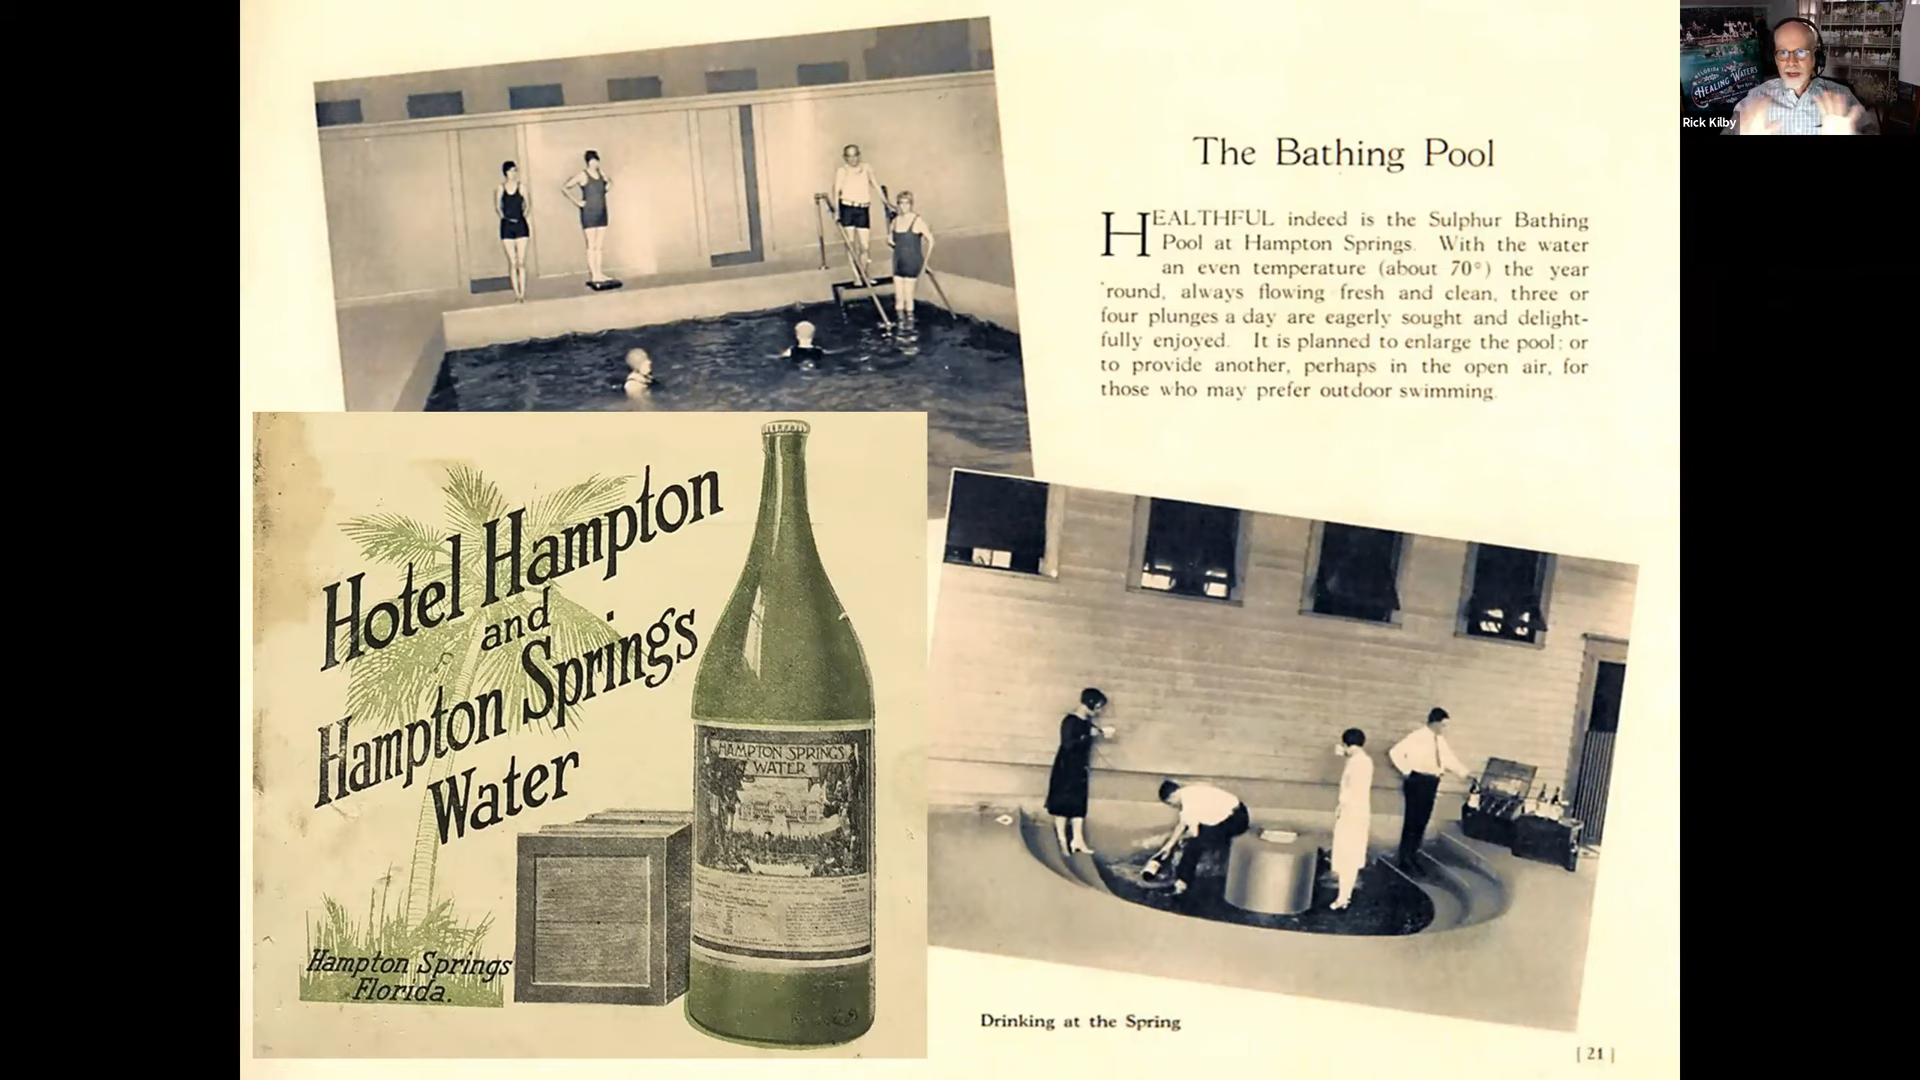 The Bathing Pool
HEALTHFUL indeed is the Sulphur Bathing
Pool at Hampton Springs. With the water
an even temperature (about 70°) the year
'round, always flowing fresh and clean, three or
four plunges a day are eagerly sought and delight-
fully enjoyed. It is planned to enlarge the pool; or
to provide another, perhaps in the open air, for
those who may prefer outdoor swimming.
Hotel Hampton
and
Hampton Springs
Water
Hampton Springs
Florida.
HAMPTON SPRINGS
WATER
Drinking at the Spring
[ 21 ]
FLORIDA'S
HEALING WATERS
Rick Kilby